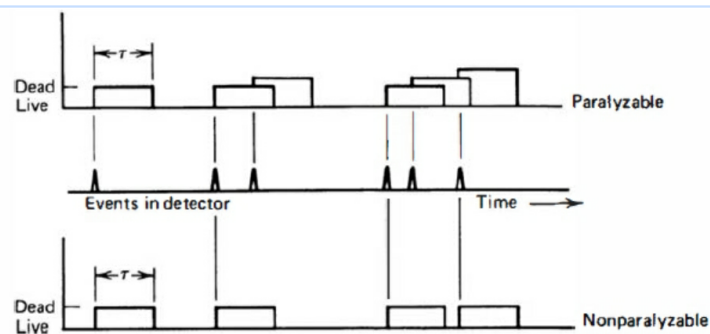 τ
Dead
Live
Paralyzable
Events in detector
Time
τ
Dead
Live
Nonparalyzable